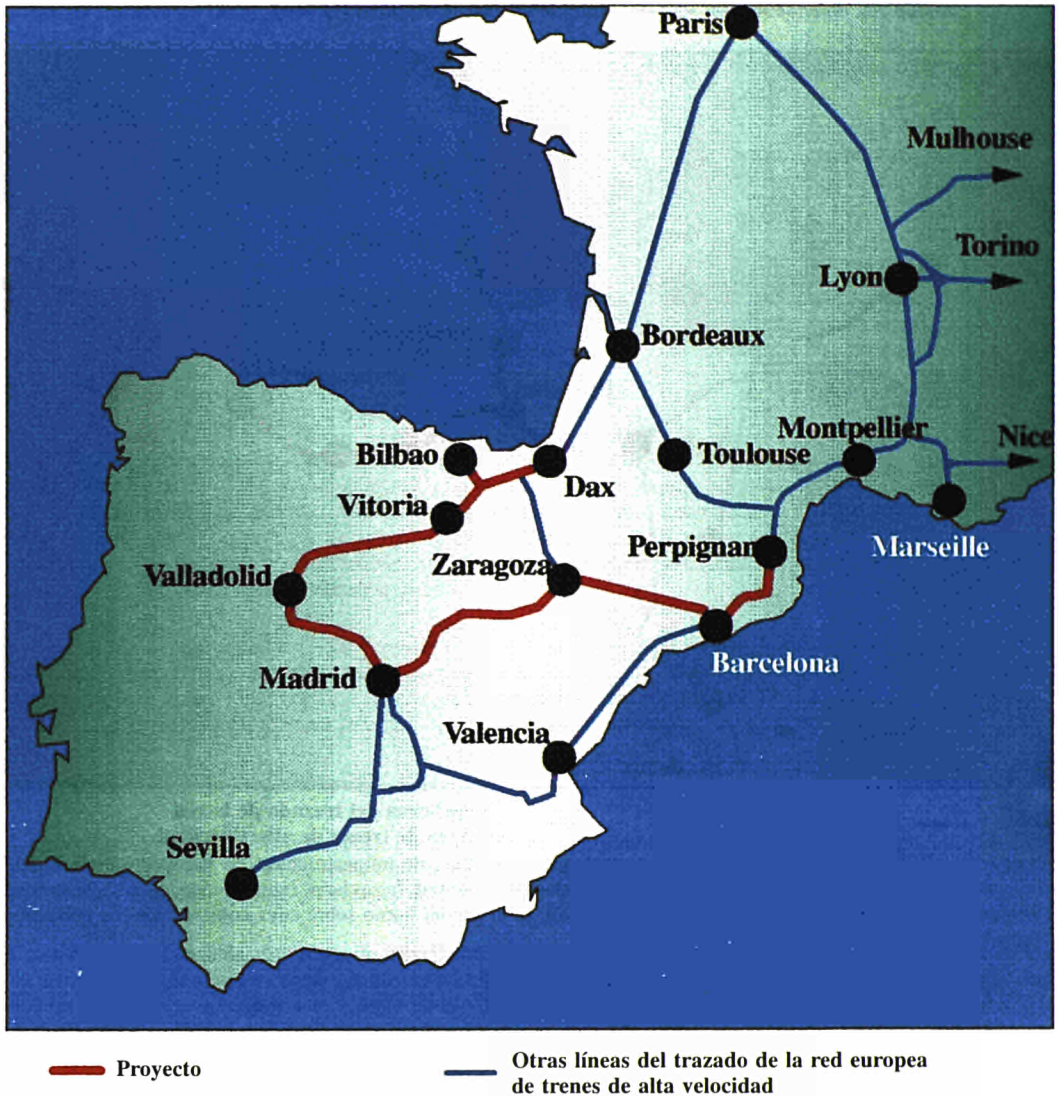 Paris
Mulhouse
Torino
Lyon
Bordeaux
Montpellier
Nice
Bilbao
Toulouse
Dax
Vitoria
Perpignan
Marseille
Zaragoza
Valladolid
Barcelona
Madrid
Valencia
Sevilla
Proyecto
Otras líneas del trazado de la red europea
de trenes de alta velocidad